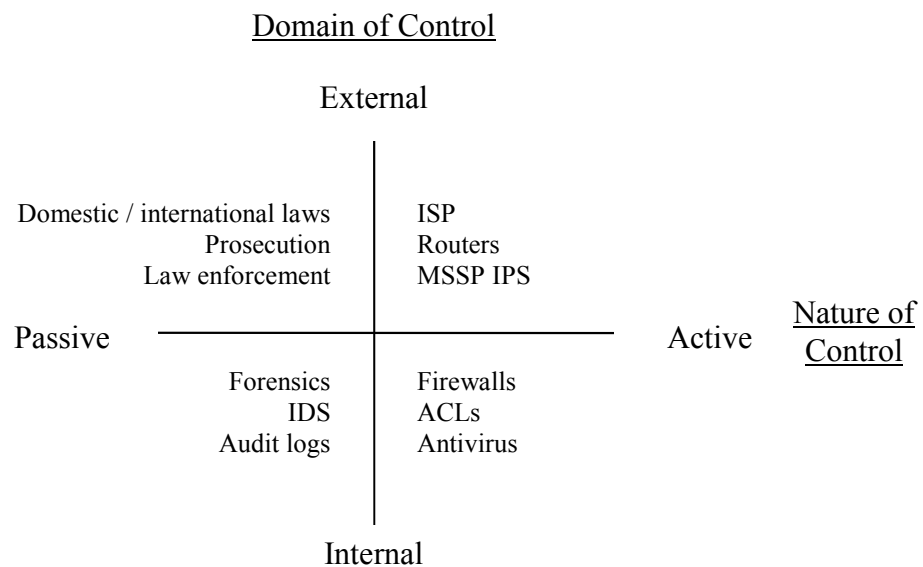 Domain of Control
External
Domestic / international laws
Prosecution
Law enforcement
ISP
Routers
MSSP IPS
Passive
Active
Nature of
Control
Forensics
IDS
Audit logs
Firewalls
ACLs
Antivirus
Internal